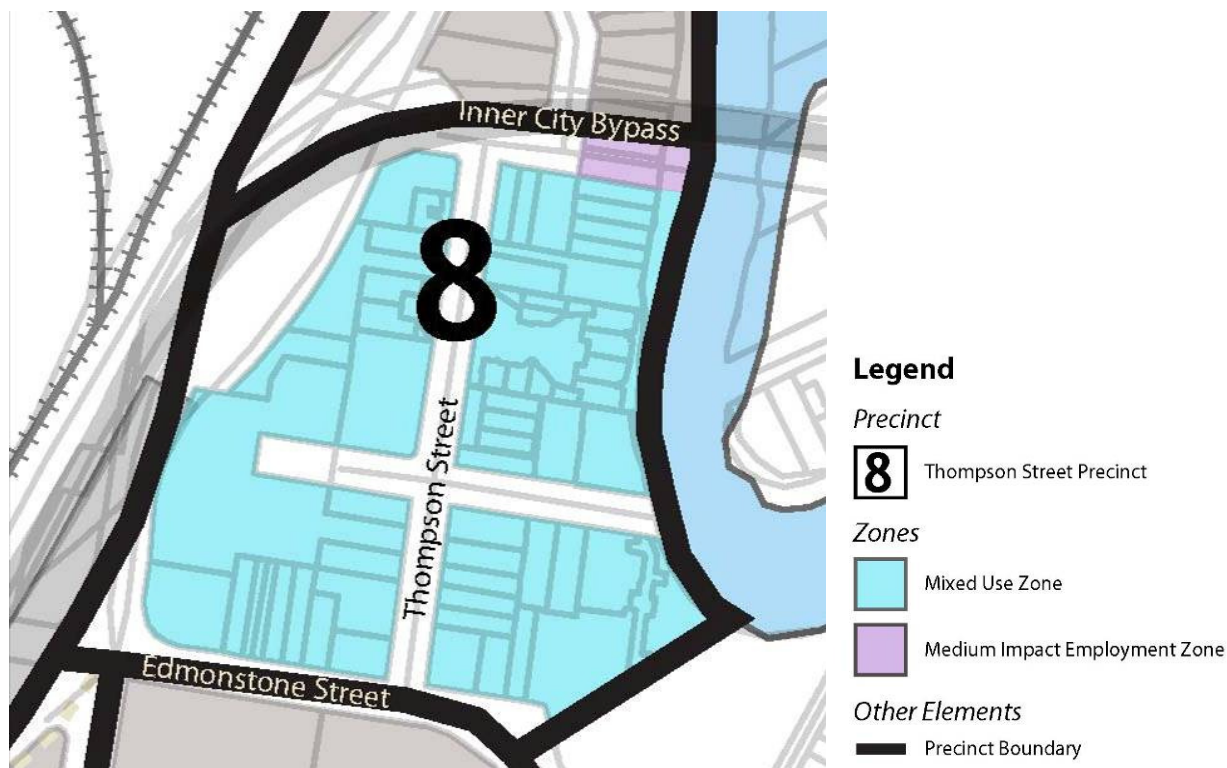 Inner City Bypass
8
Thompson Street
Edmonstone Street
Legend
Precinct
8 Thompson Street Precinct
Zones
Mixed Use Zone
Medium Impact Employment Zone
Other Elements
Precinct Boundary